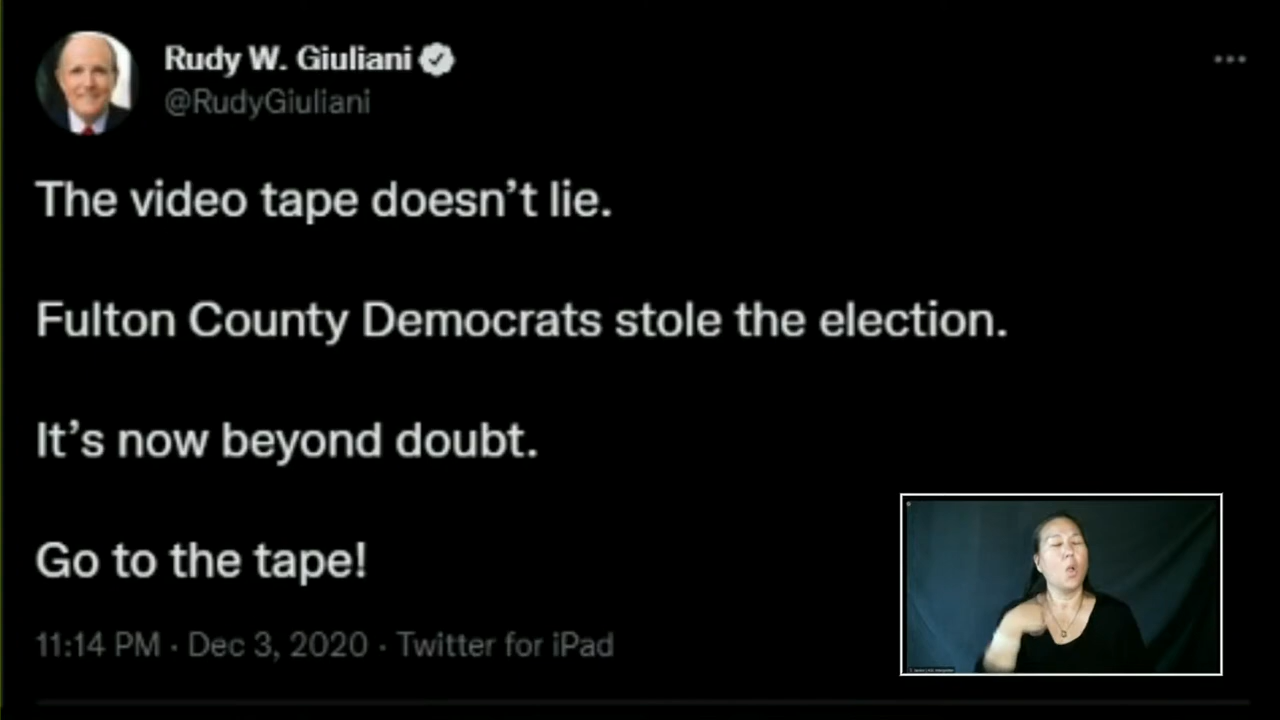 Rudy W. Giuliani
@RudyGiuliani
The video tape doesn’t lie.
Fulton County Democrats stole the election.
It’s now beyond doubt.
Go to the tape!
11:14 PM · Dec 3, 2020 · Twitter for iPad